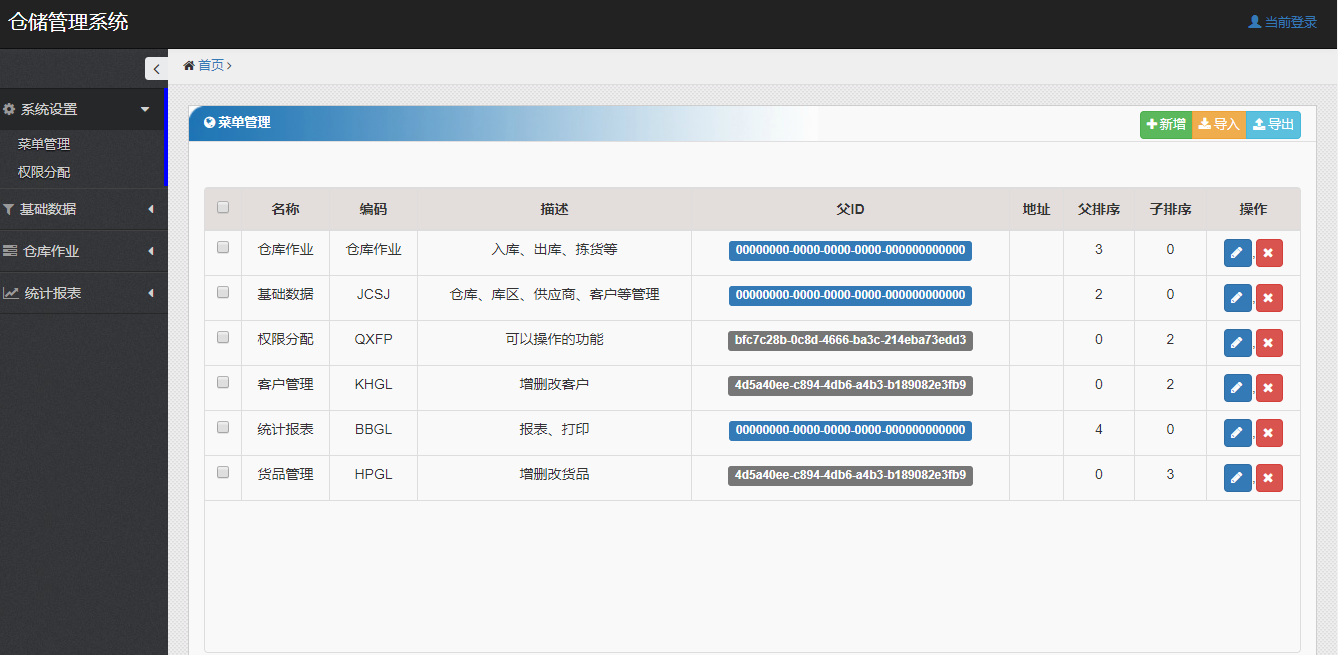 仓储管理系统
当前登录
首页
系统设置
菜单管理
权限分配
基础数据
仓库作业
统计报表
菜单管理
新增 导入 导出
名称 编码 描述 父ID 地址 父排序 子排序 操作
仓库作业 仓库作业 入库、出库、拣货等 00000000-0000-0000-0000-000000000000 3 0
基础数据 JCSJ 仓库、库区、供应商、客户等管理 00000000-0000-0000-0000-000000000000 2 0
权限分配 QXFP 可以操作的功能 bfc7c28b-0c8d-4666-ba3c-214eba73edd3 0 2
客户管理 KHGL 增删改客户 4d5a40ee-c894-4db6-a4b3-b189082e3fb9 0 2
统计报表 BBGL 报表、打印 00000000-0000-0000-0000-000000000000 4 0
货品管理 HPGL 增删改货品 4d5a40ee-c894-4db6-a4b3-b189082e3fb9 0 3